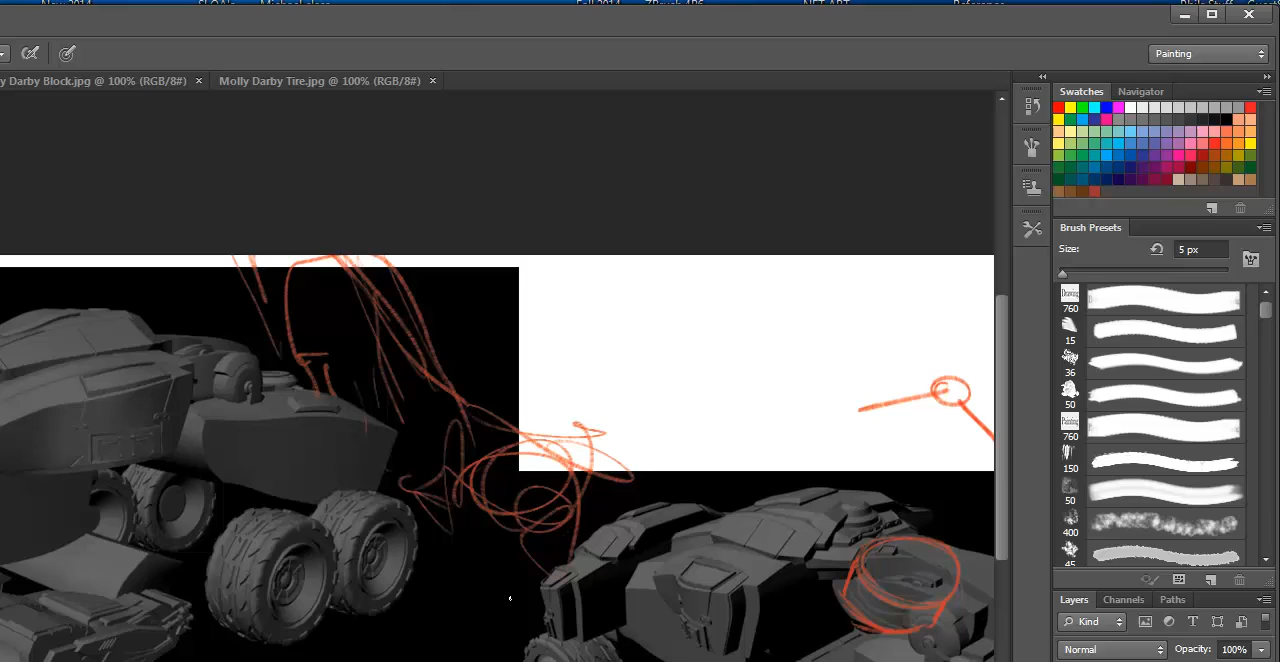 Painting
y Darby Block.jpg @ 100% (RGB/8#) × Molly Darby Tire.jpg @ 100% (RGB/8#) ×
Swatches Navigator
Brush Presets
Size: 5 px
760
15
36
50
760
150
50
400
45
Layers Channels Paths
Kind
Normal Opacity: 100%